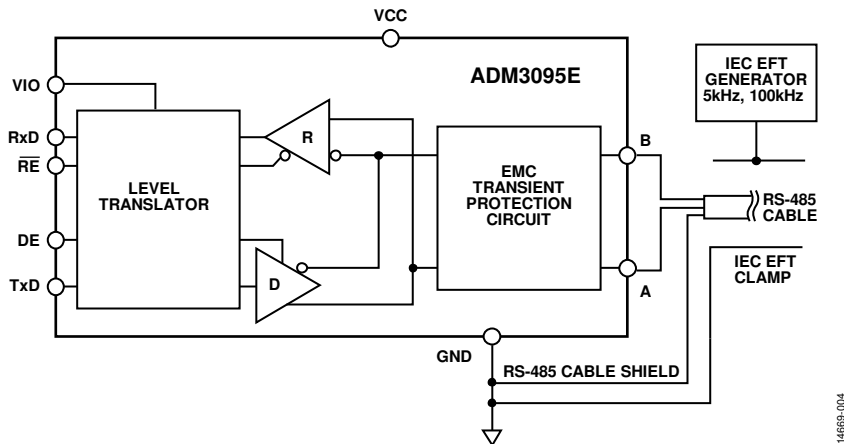 VCC
ADM3095E
IEC EFT
GENERATOR
5kHz, 100kHz
VIO
RxD
RE
DE
TxD
LEVEL
TRANSLATOR
R
D
EMC
TRANSIENT
PROTECTION
CIRCUIT
B
A
RS-485
CABLE
IEC EFT
CLAMP
GND
RS-485 CABLE SHIELD
14669-004